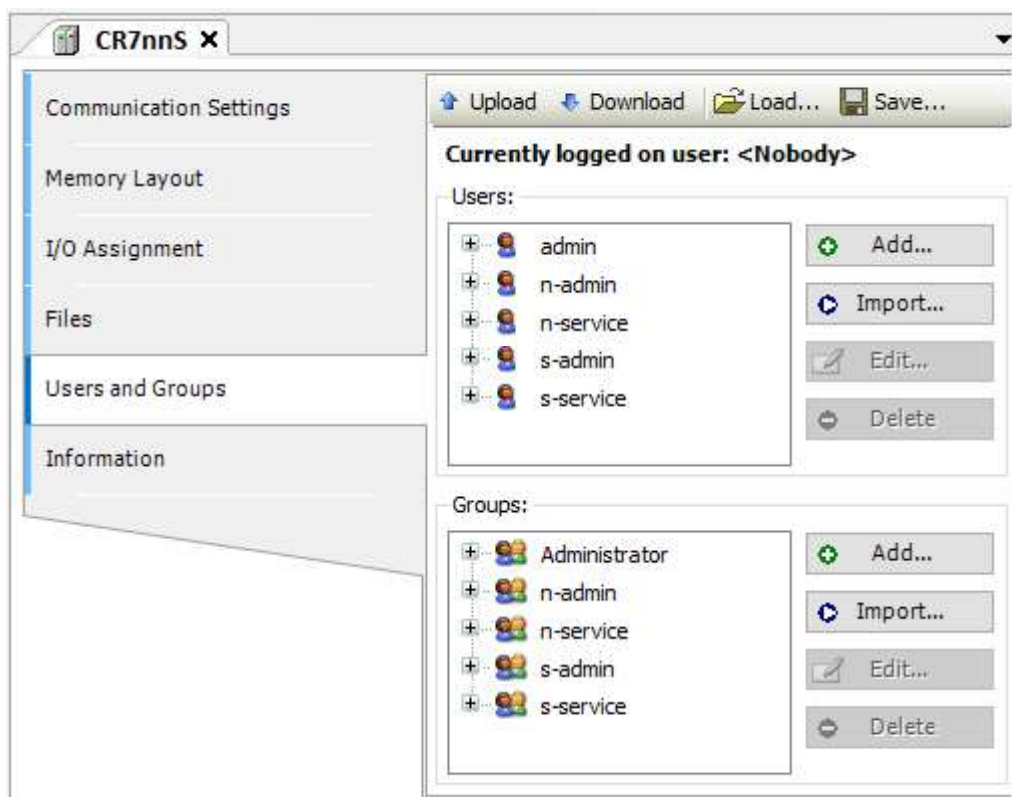 CR7nnS
Communication Settings
Memory Layout
I/O Assignment
Files
Users and Groups
Information
Upload Download Load... Save...
Currently logged on user: <Nobody>
Users:
admin
n-admin
n-service
s-admin
s-service
Add...
Import...
Edit...
Delete
Groups:
Administrator
n-admin
n-service
s-admin
s-service
Add...
Import...
Edit...
Delete